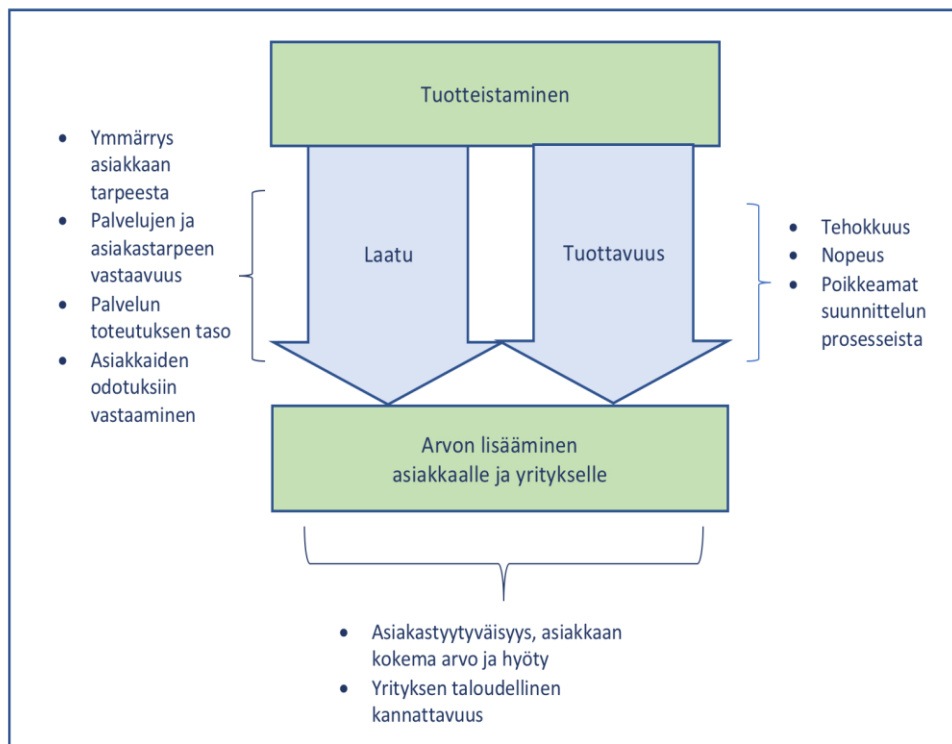 Tuotteistaminen
• Ymmärrys
asiakkaan
tarpeesta
• Palvelujen ja
asiakastarpeen
vastaavuus
• Palvelun
toteutuksen taso
• Asiakkaiden
odotuksiin
vastaaminen
Laatu
Tuottavuus
• Tehokkuus
• Nopeus
• Poikkeamat
suunnittelun
prosesseista
Arvon lisääminen
asiakkaalle ja yritykselle
• Asiakastyytyväisyys, asiakkaan
kokema arvo ja hyöty
• Yrityksen taloudellinen
kannattavuus